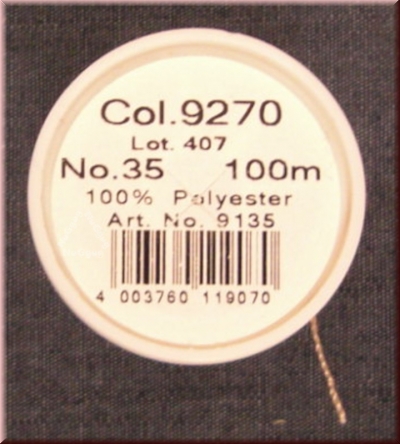 Col.9270
Lot. 407
No.35 100m
100% Polyester
Art. No. 9135
4 003760 119070